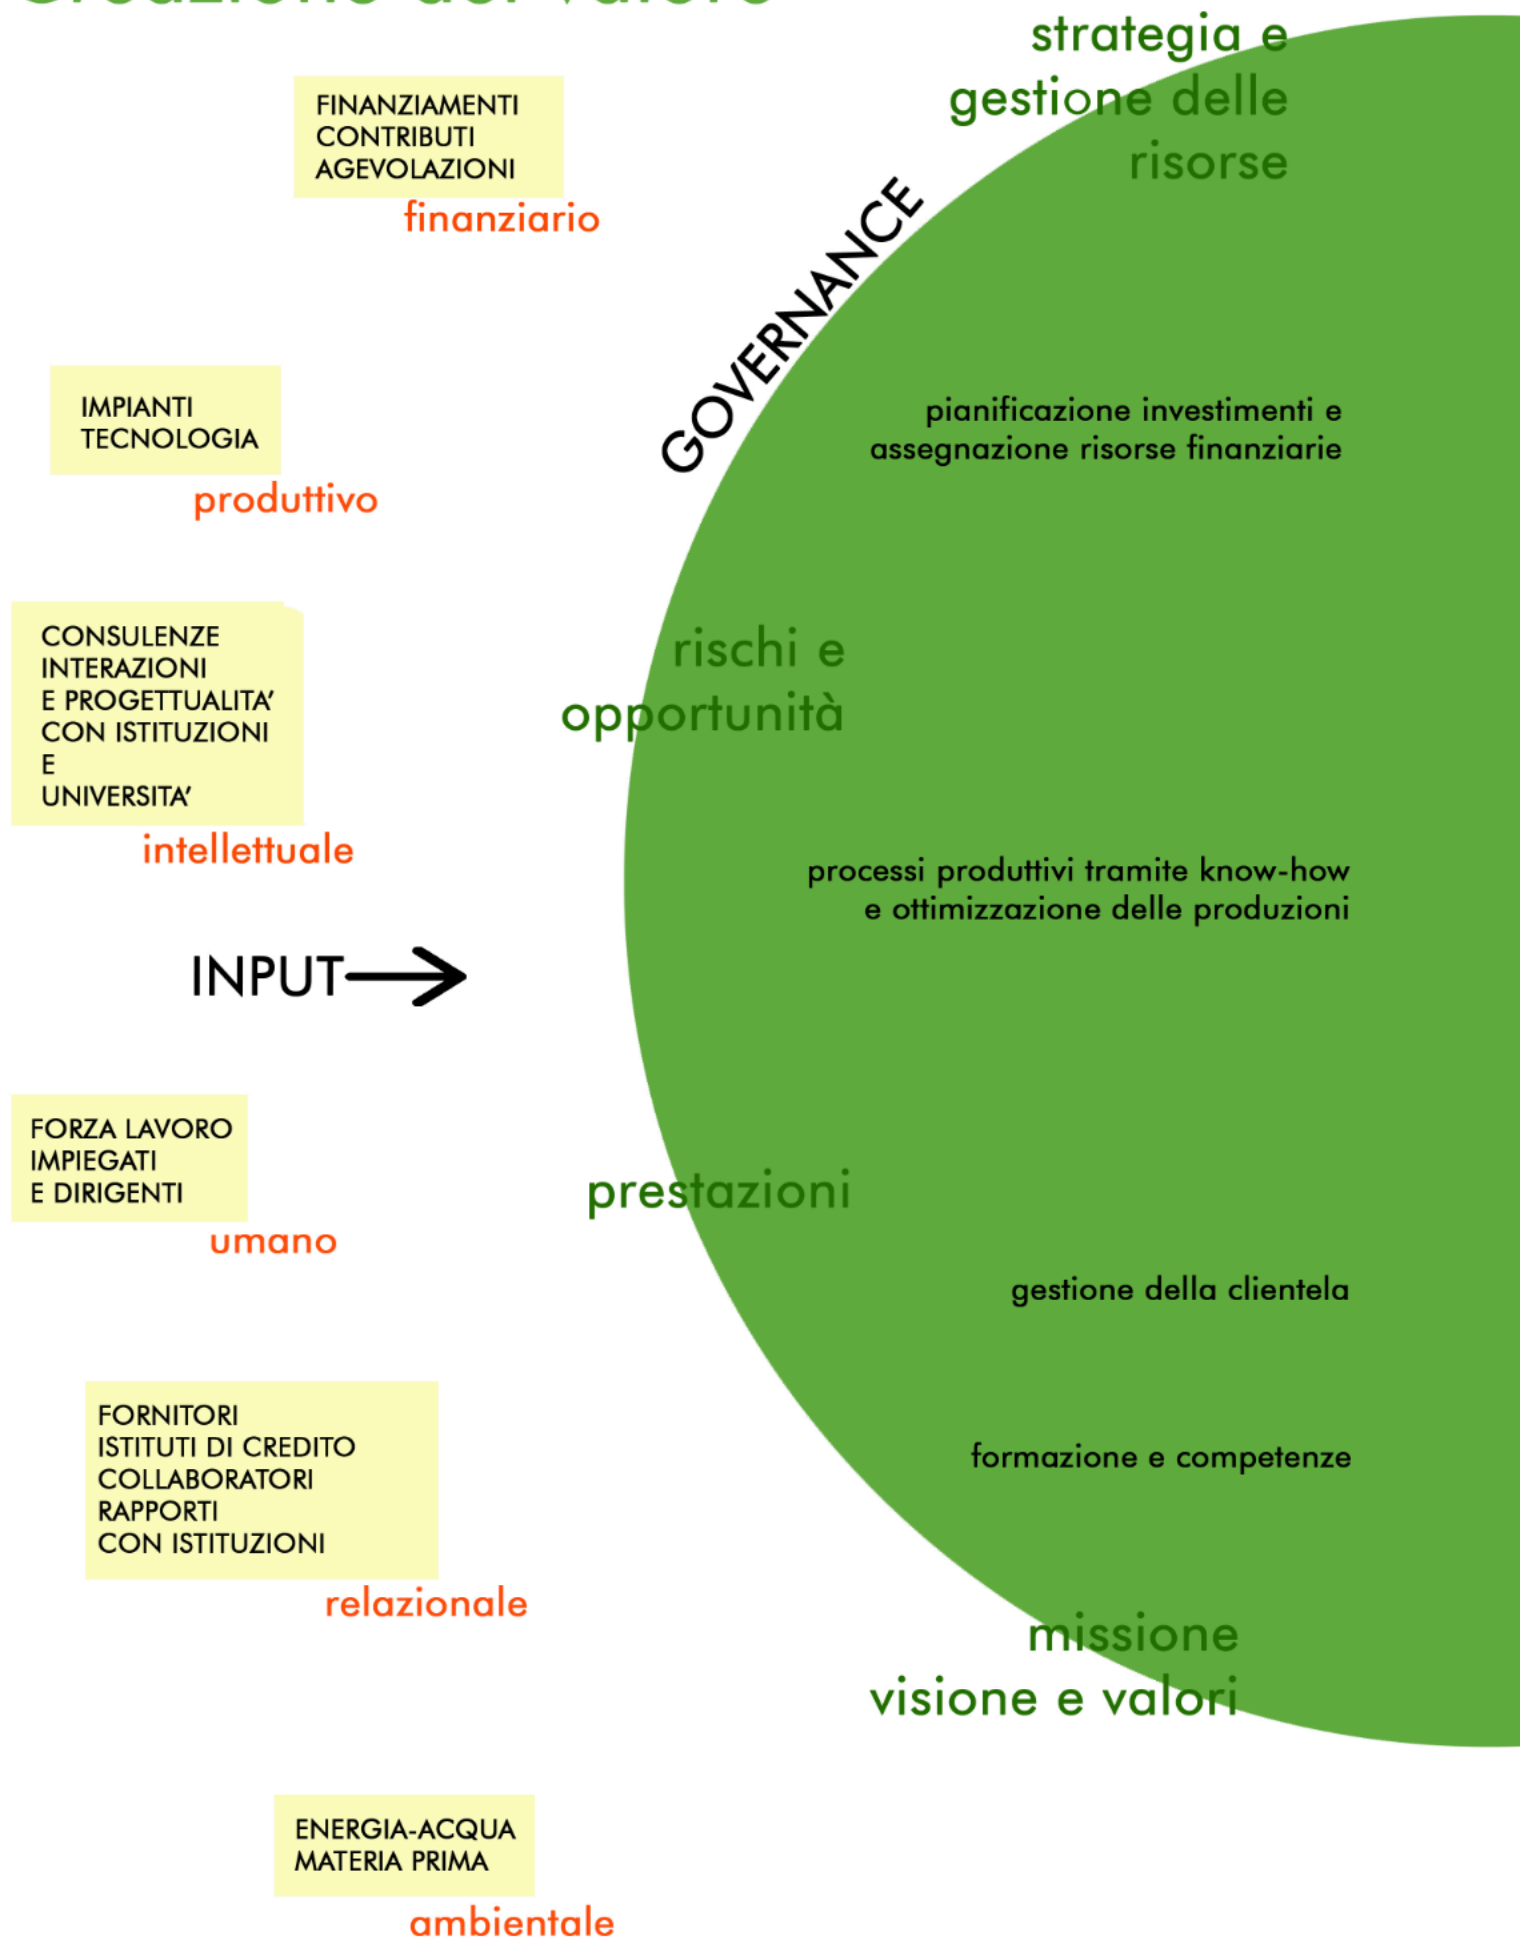 strategia e
gestione delle
risorse
FINANZIAMENTI
CONTRIBUTI
AGEVOLAZIONI
finanziario
GOVERNANCE
IMPIANTI
TECNOLOGIA
produttivo
pianificazione investimenti e
assegnazione risorse finanziarie
CONSULENZE
INTERAZIONI
E PROGETTUALITA’
CON ISTITUZIONI
E
UNIVERSITA’
intellettuale
rischi e
opportunità
processi produttivi tramite know-how
e ottimizzazione delle produzioni
INPUT
FORZA LAVORO
IMPIEGATI
E DIRIGENTI
umano
prestazioni
gestione della clientela
FORNITORI
ISTITUTI DI CREDITO
COLLABORATORI
RAPPORTI
CON ISTITUZIONI
relazionale
formazione e competenze
missione
visione e valori
ENERGIA-ACQUA
MATERIA PRIMA
ambientale